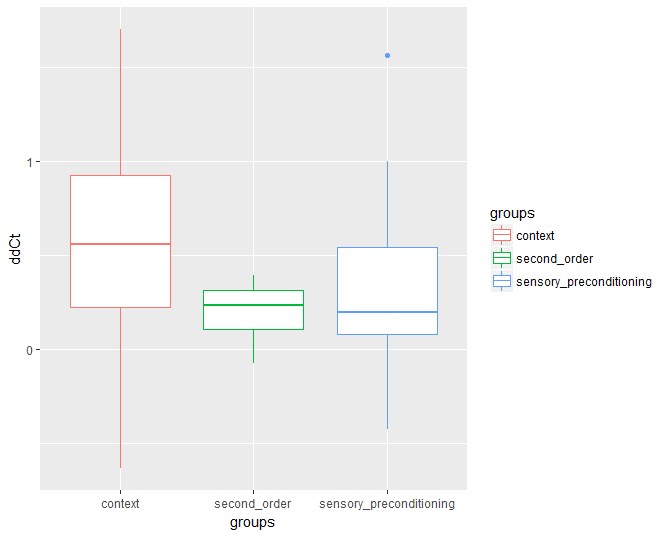 ddCt
1
0
context
second_order
sensory_preconditioning
groups
groups
context
second_order
sensory_preconditioning